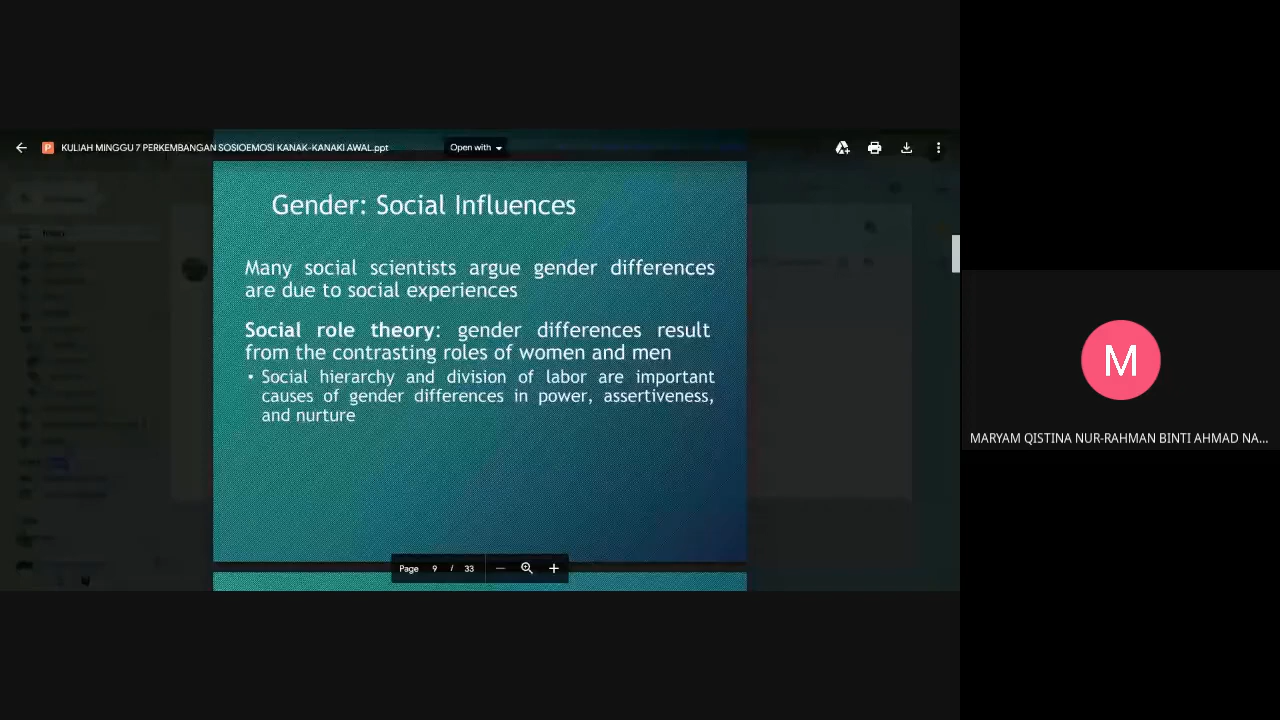 KULIAH MINGGU 7 PERKEMBANGAN SOSIOEMOSI KANAK-KANAKI AWAL.ppt
Open with
Gender: Social Influences
Many social scientists argue gender differences
are due to social experiences
Social role theory: gender differences result
from the contrasting roles of women and men
• Social hierarchy and division of labor are important
causes of gender differences in power, assertiveness,
and nurture
Page 9 / 33
M
MARYAM QISTINA NUR-RAHMAN BINTI AHMAD NA...